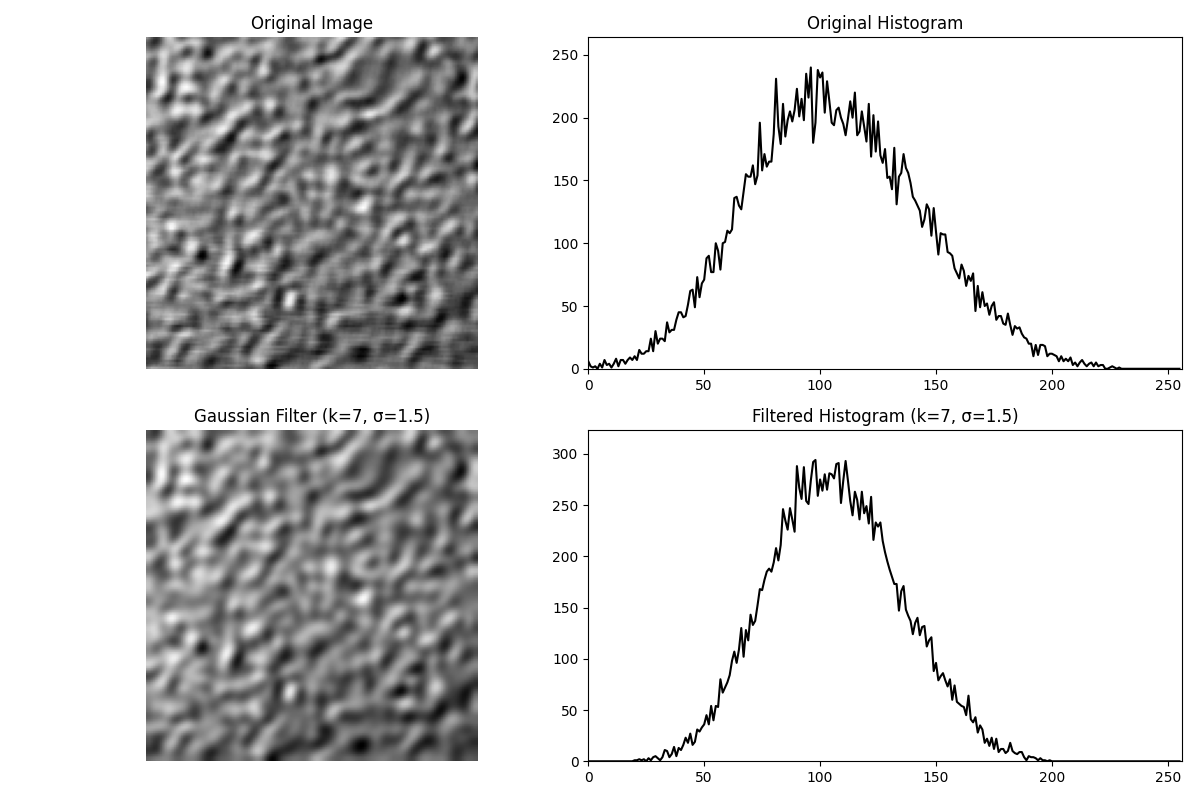 Original Image
Original Histogram
250
200
150
100
50
0
0 50 100 150 200 250
Gaussian Filter (k=7, σ=1.5)
Filtered Histogram (k=7, σ=1.5)
300
250
200
150
100
50
0
0 50 100 150 200 250